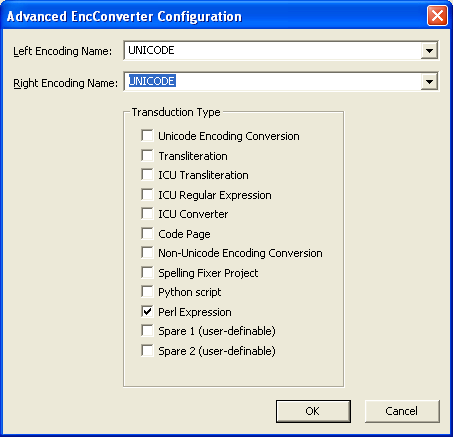 Advanced EncConverter Configuration
Left Encoding Name: UNICODE
Right Encoding Name: UNICODE
Transduction Type
Unicode Encoding Conversion
Transliteration
ICU Transliteration
ICU Regular Expression
ICU Converter
Code Page
Non-Unicode Encoding Conversion
Spelling Fixer Project
Python script
Perl Expression
Spare 1 (user-definable)
Spare 2 (user-definable)
OK Cancel